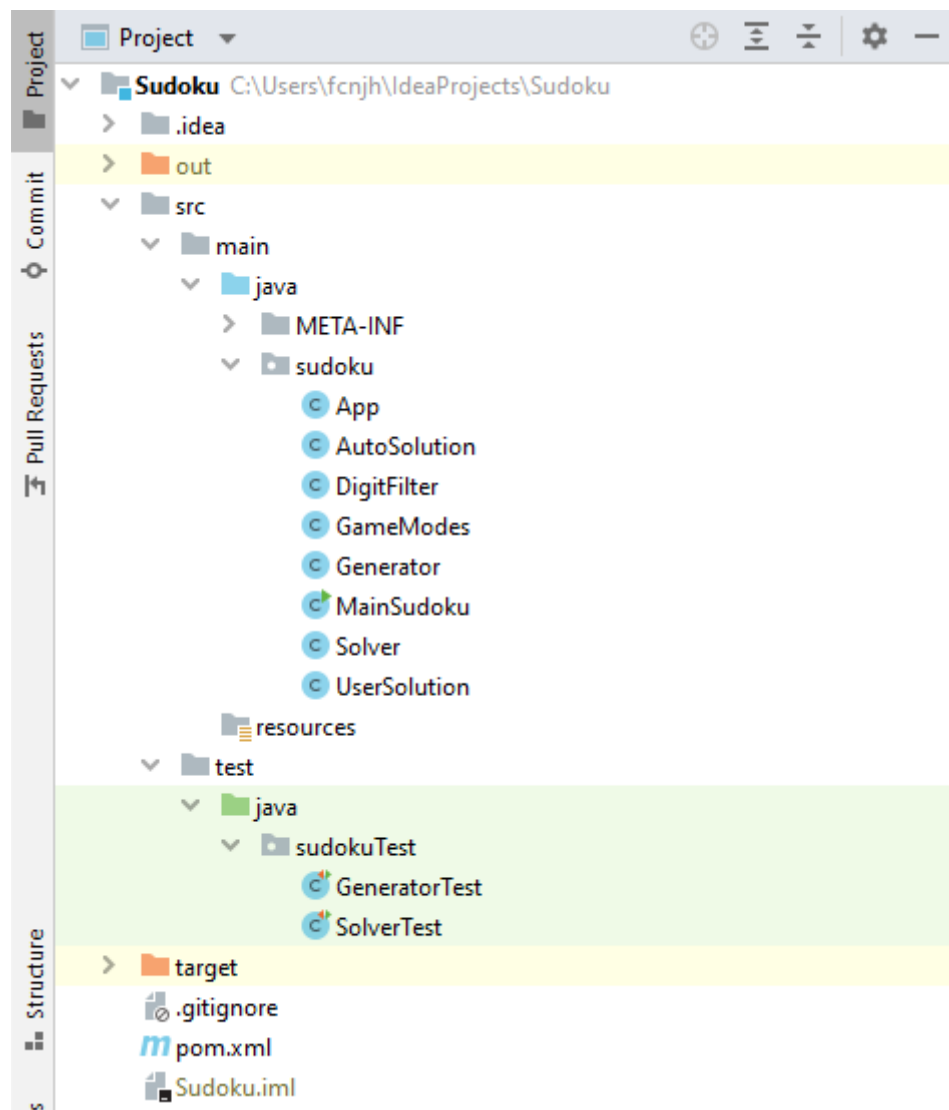 Project
Sudoku C:\Users\fcnjh\IdeaProjects\Sudoku
.idea
out
src
main
java
META-INF
sudoku
App
AutoSolution
DigitFilter
GameModes
Generator
MainSudoku
Solver
UserSolution
resources
test
java
sudokuTest
GeneratorTest
SolverTest
target
.gitignore
pom.xml
Sudoku.iml
Project
Commit
Pull Requests
Structure